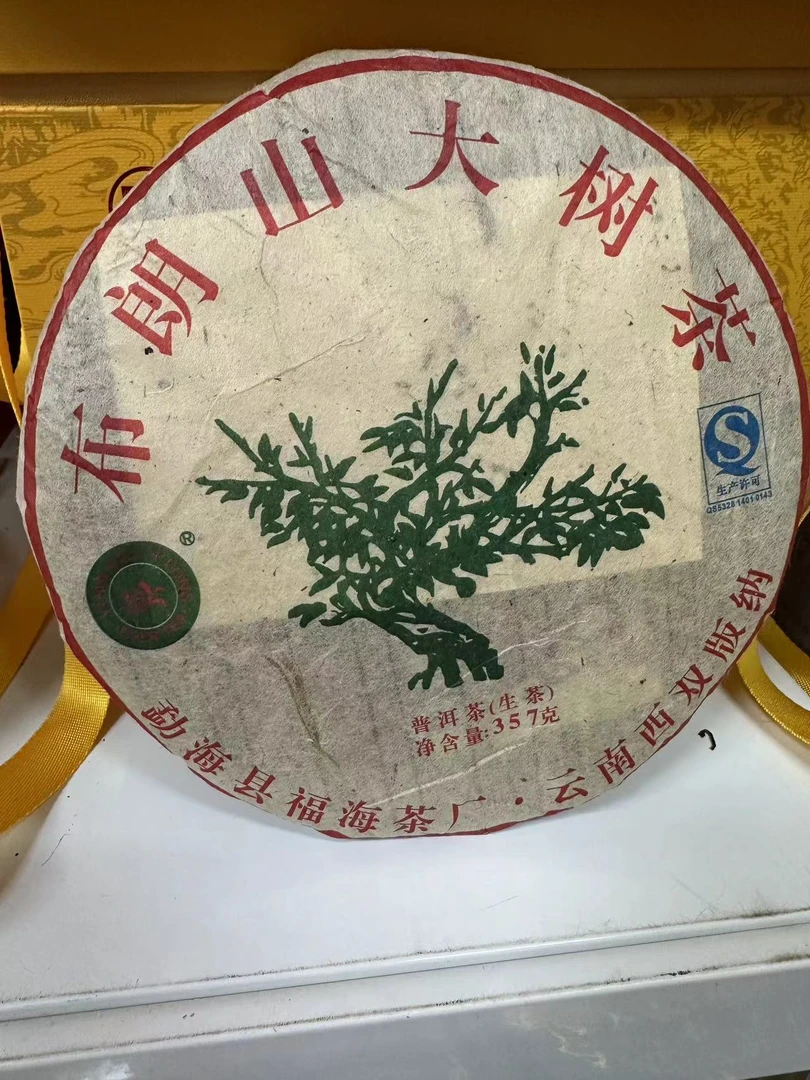 布朗山大树茶
生产许可
QS5328 1401 0143
®
普洱茶(生茶)
净含量:357克
勐海县福海茶厂·云南西双版纳